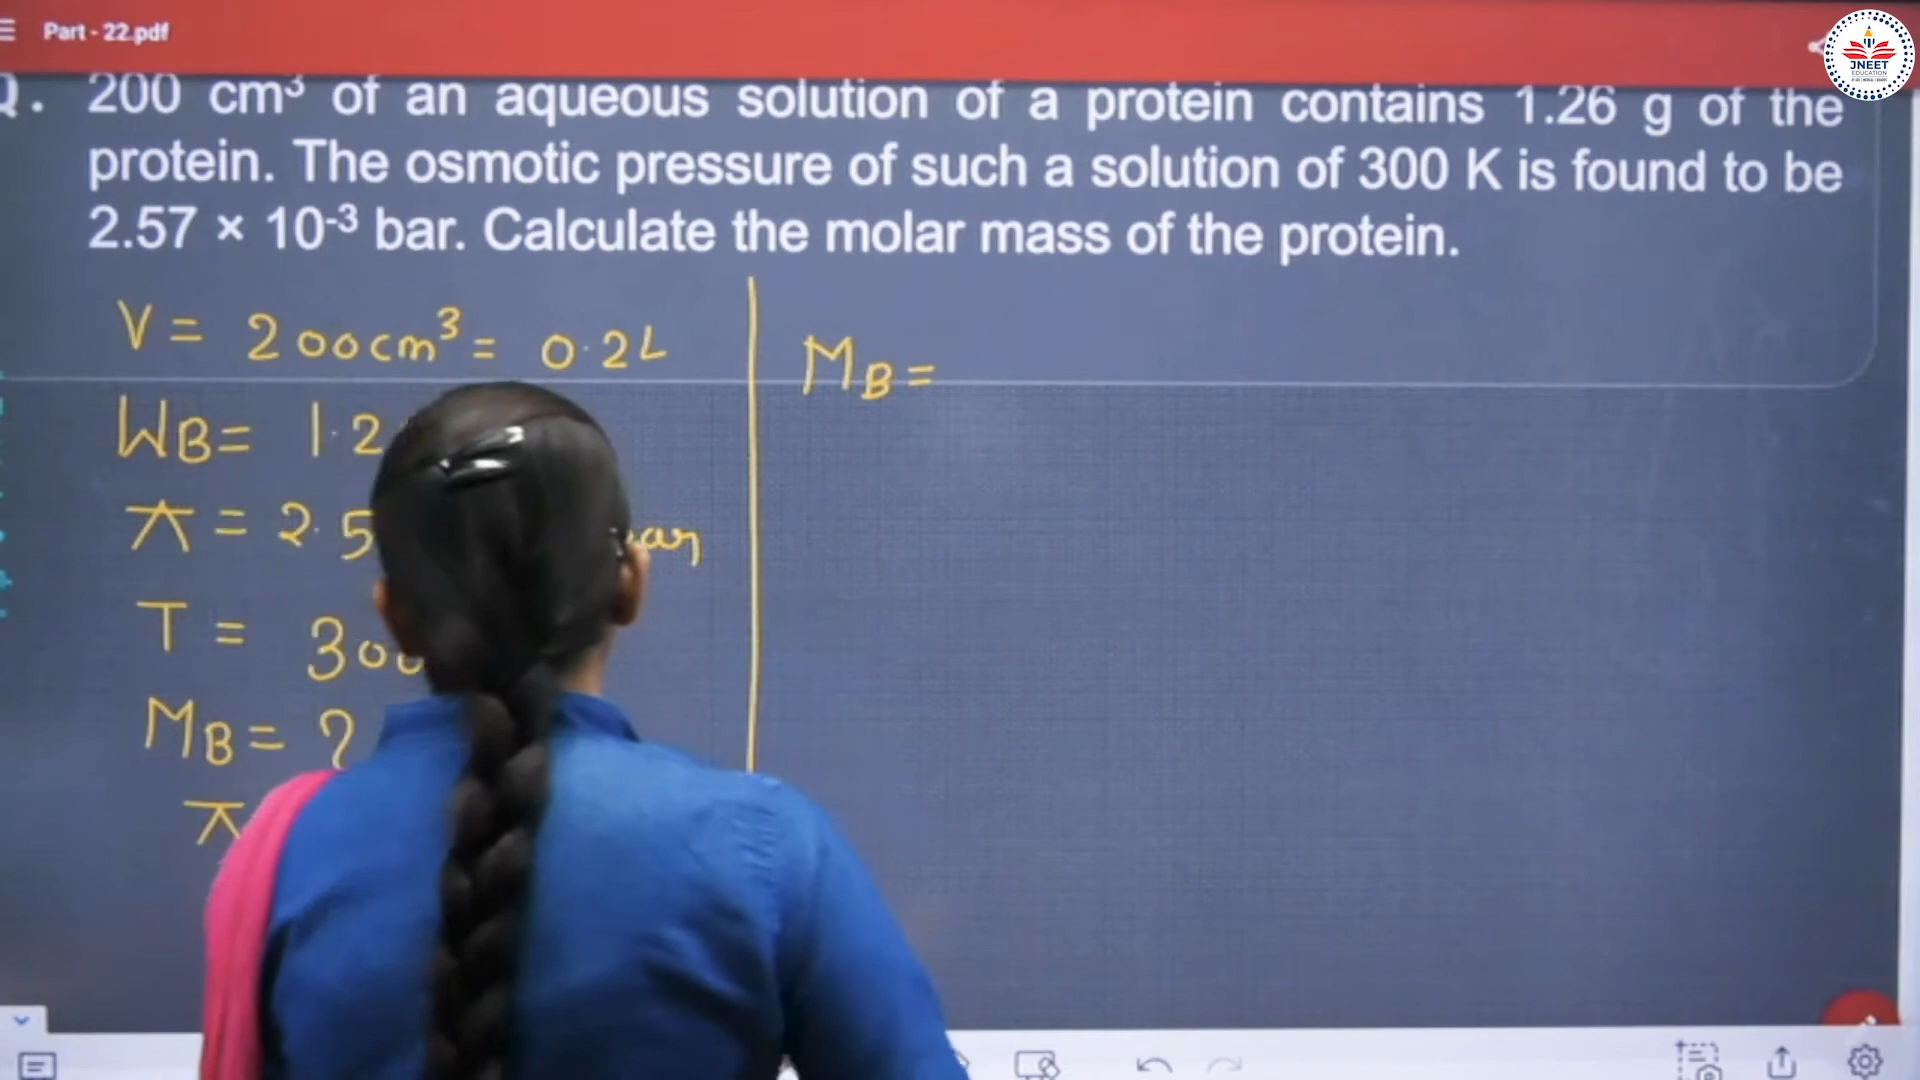 Part - 22.pdf
JNEET
EDUCATION
Q. 200 cm³ of an aqueous solution of a protein contains 1.26 g of the
protein. The osmotic pressure of such a solution of 300 K is found to be
2.57 × 10⁻³ bar. Calculate the molar mass of the protein.
V = 200cm³ = 0.2L
WB = 1.2
π = 2.5
T = 300
MB = ?
π
MB =